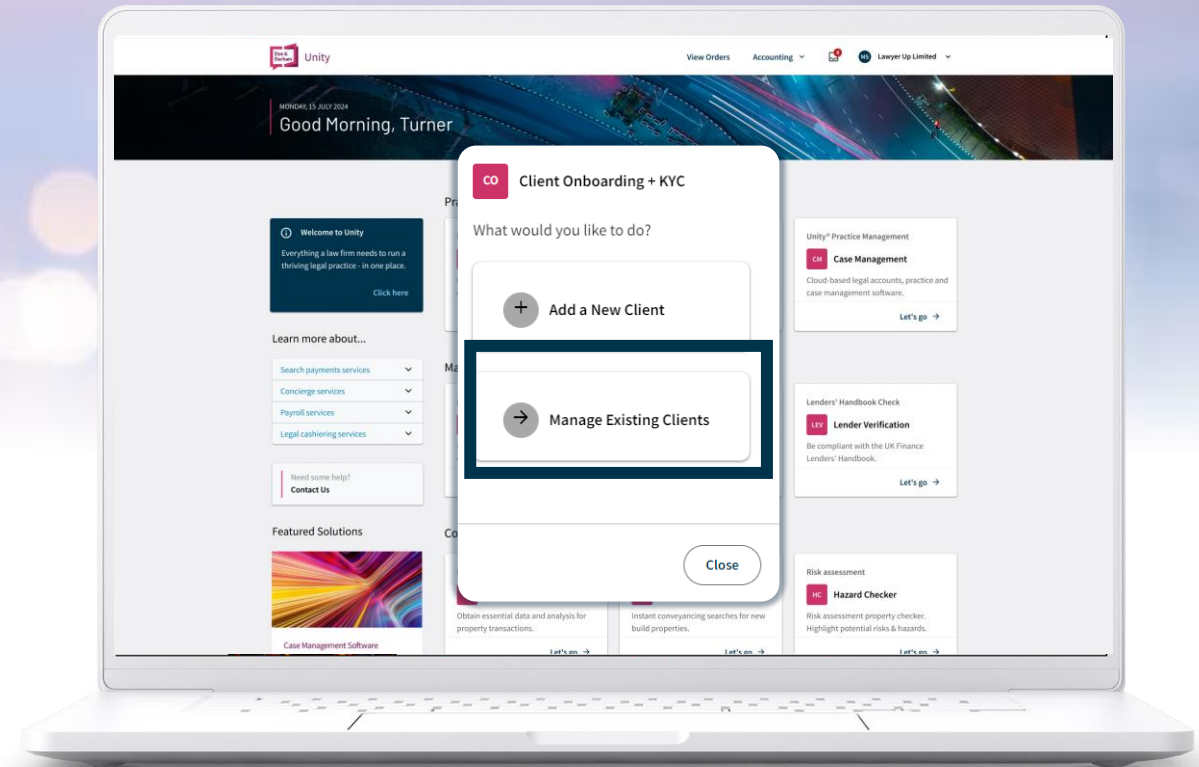 Dye &
Durham
Unity
View Orders
Accounting
4
MS
Lawyer Up Limited
MONDAY, 15 JULY 2024
Good Morning, Turner
CO
Client Onboarding + KYC
What would you like to do?
Add a New Client
Manage Existing Clients
Close
Welcome to Unity
Everything a law firm needs to run a
thriving legal practice - in one place.
Click here
Learn more about...
Search payments services
Concierge services
Payroll services
Legal cashiering services
Need some help?
Contact Us
Featured Solutions
Case Management Software
Pra
Ma
Co
Obtain essential data and analysis for
property transactions.
Let's go →
Instant conveyancing searches for new
build properties.
Let's go →
Unity® Practice Management
CM
Case Management
Cloud-based legal accounts, practice and
case management software.
Let's go →
Lenders' Handbook Check
LEV
Lender Verification
Be compliant with the UK Finance
Lenders' Handbook.
Let's go →
Risk assessment
HC
Hazard Checker
Risk assessment property checker.
Highlight potential risks & hazards.
Let's go →